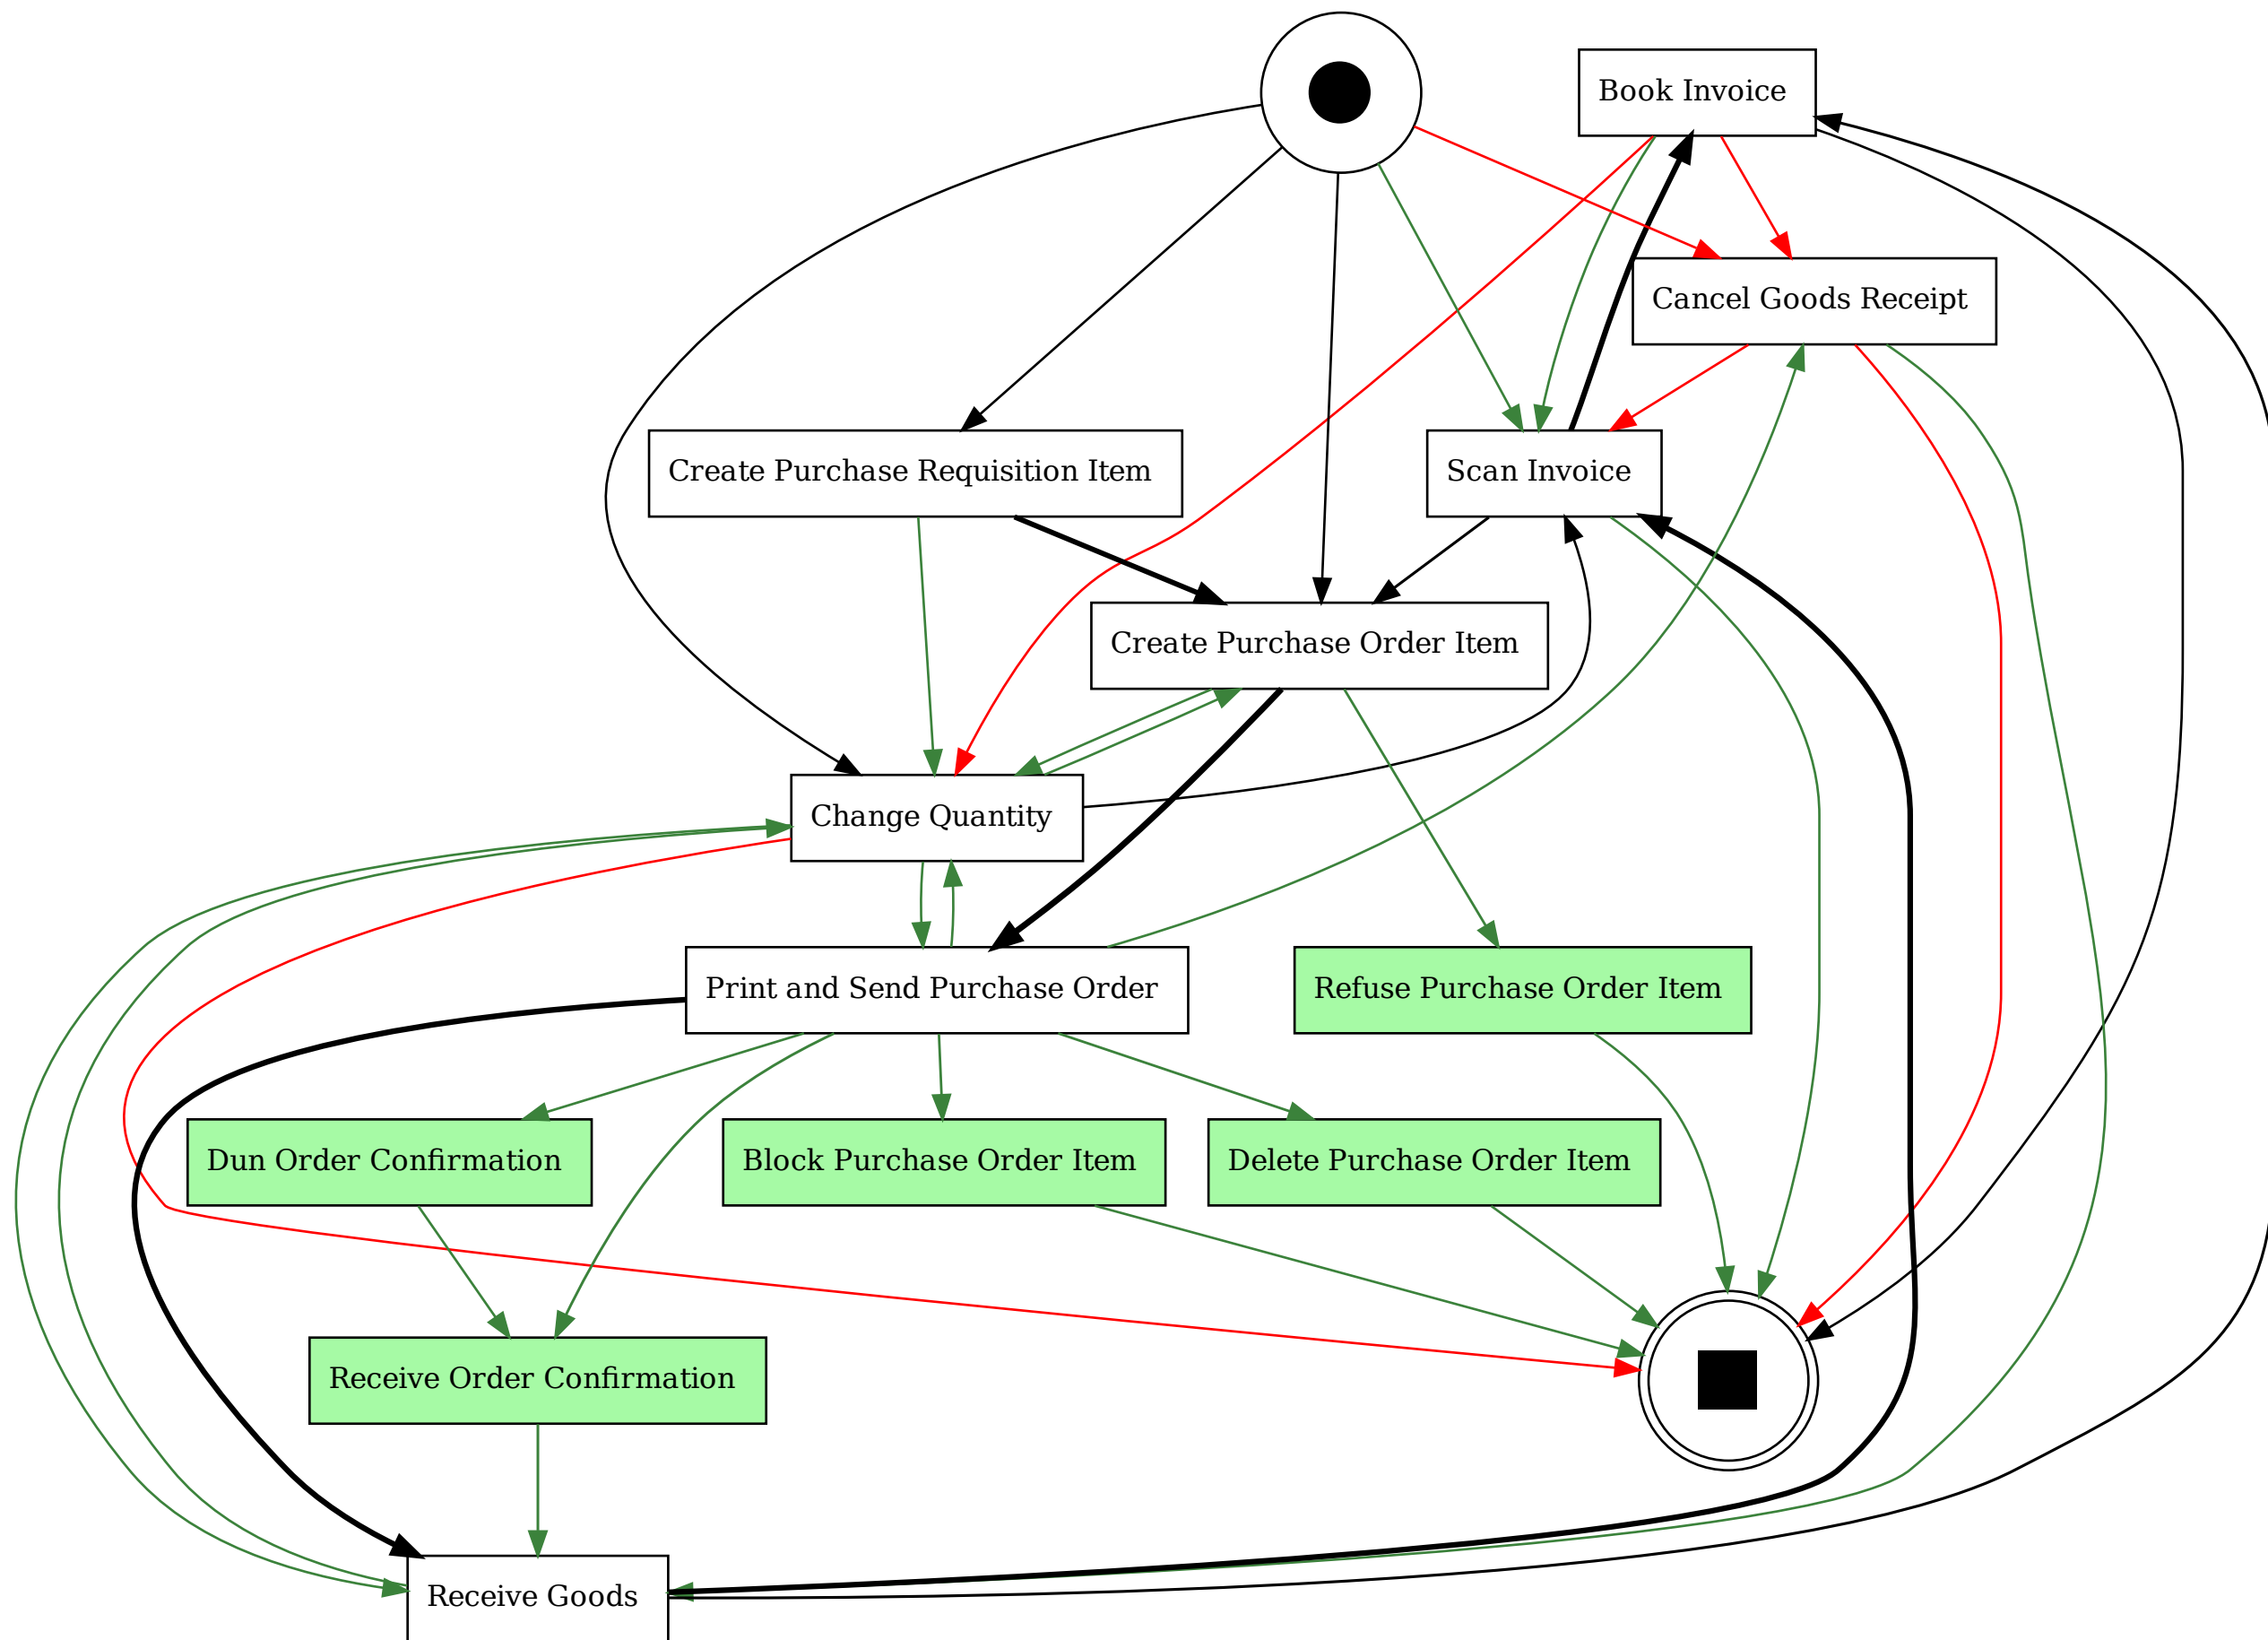 Book Invoice
Cancel Goods Receipt
Create Purchase Requisition Item
Scan Invoice
Create Purchase Order Item
Change Quantity
Print and Send Purchase Order
Refuse Purchase Order Item
Dun Order Confirmation
Block Purchase Order Item
Delete Purchase Order Item
Receive Order Confirmation
Receive Goods